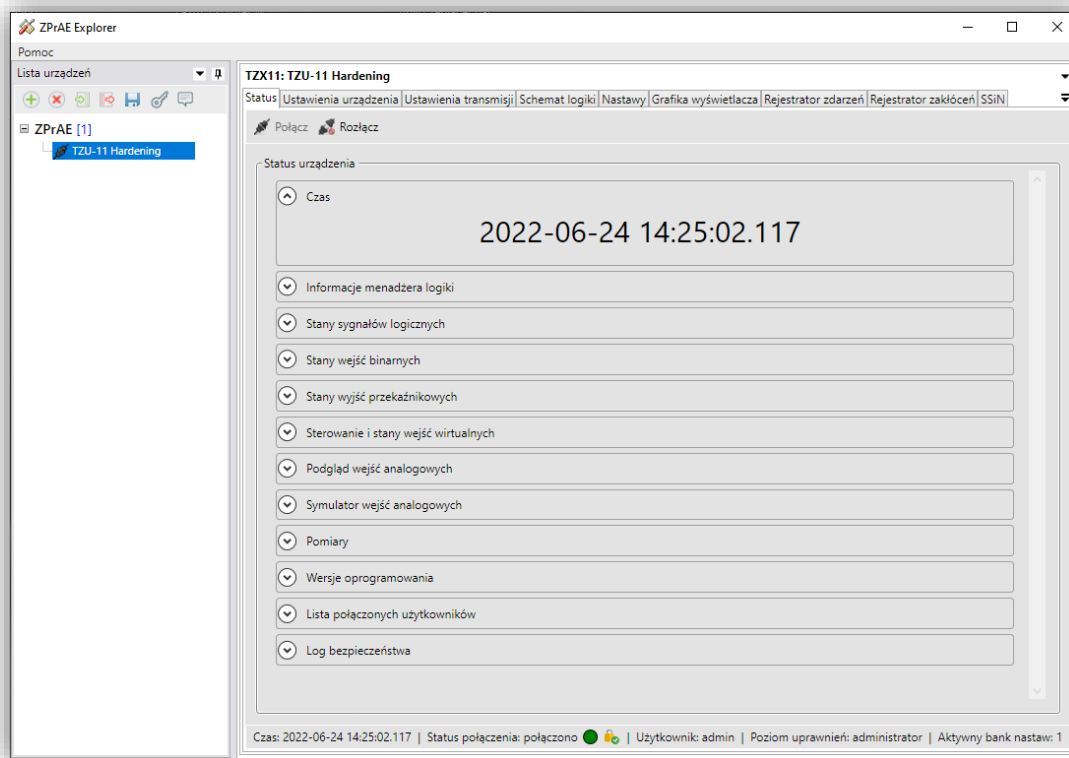 ZPrAE Explorer
Pomoc
Lista urządzeń
ZPrAE [1]
TZU-11 Hardening
TZX11: TZU-11 Hardening
Status Ustawienia urządzenia Ustawienia transmisji Schemat logiki Nastawy Grafika wyświetlacza Rejestrator zdarzeń Rejestrator zakłóceń SSiN
Połącz Rozłącz
Status urządzenia
Czas
2022-06-24 14:25:02.117
Informacje menadżera logiki
Stany sygnałów logicznych
Stany wejść binarnych
Stany wyjść przekaźnikowych
Sterowanie i stany wejść wirtualnych
Podgląd wejść analogowych
Symulator wejść analogowych
Pomiary
Wersje oprogramowania
Lista połączonych użytkowników
Log bezpieczeństwa
Czas: 2022-06-24 14:25:02.117 | Status połączenia: połączono | Użytkownik: admin | Poziom uprawnień: administrator | Aktywny bank nastaw: 1